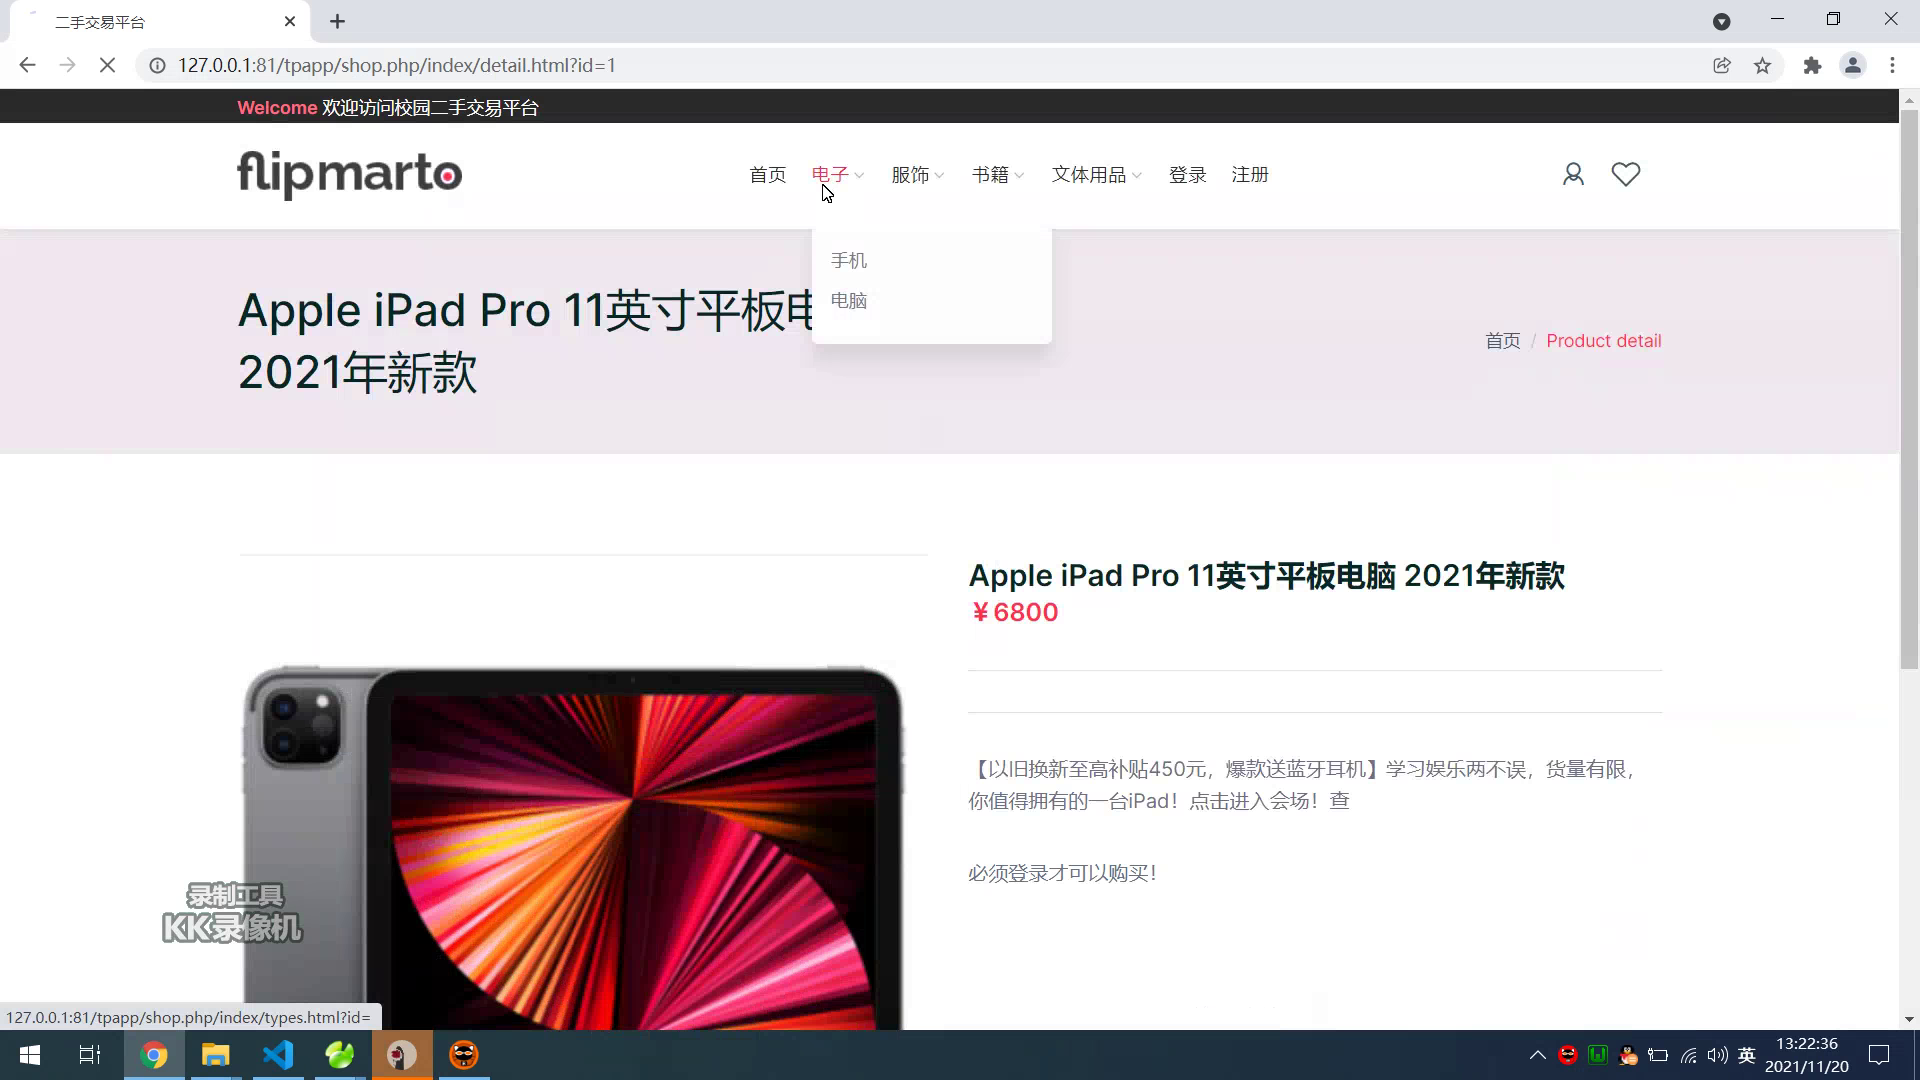 二手交易平台
127.0.0.1:81/tpapp/shop.php/index/detail.html?id=1
Welcome 欢迎访问校园二手交易平台
flipmarto
首页 电子 服饰 书籍 文体用品 登录 注册
手机
电脑
Apple iPad Pro 11英寸平板电
2021年新款
首页 / Product detail
Apple iPad Pro 11英寸平板电脑 2021年新款
¥6800
【以旧换新至高补贴450元，爆款送蓝牙耳机】学习娱乐两不误，货量有限，
你值得拥有的一台iPad！点击进入会场！查
必须登录才可以购买！
录制工具
KK录像机
127.0.0.1:81/tpapp/shop.php/index/types.html?id=
英
13:22:36
2021/11/20